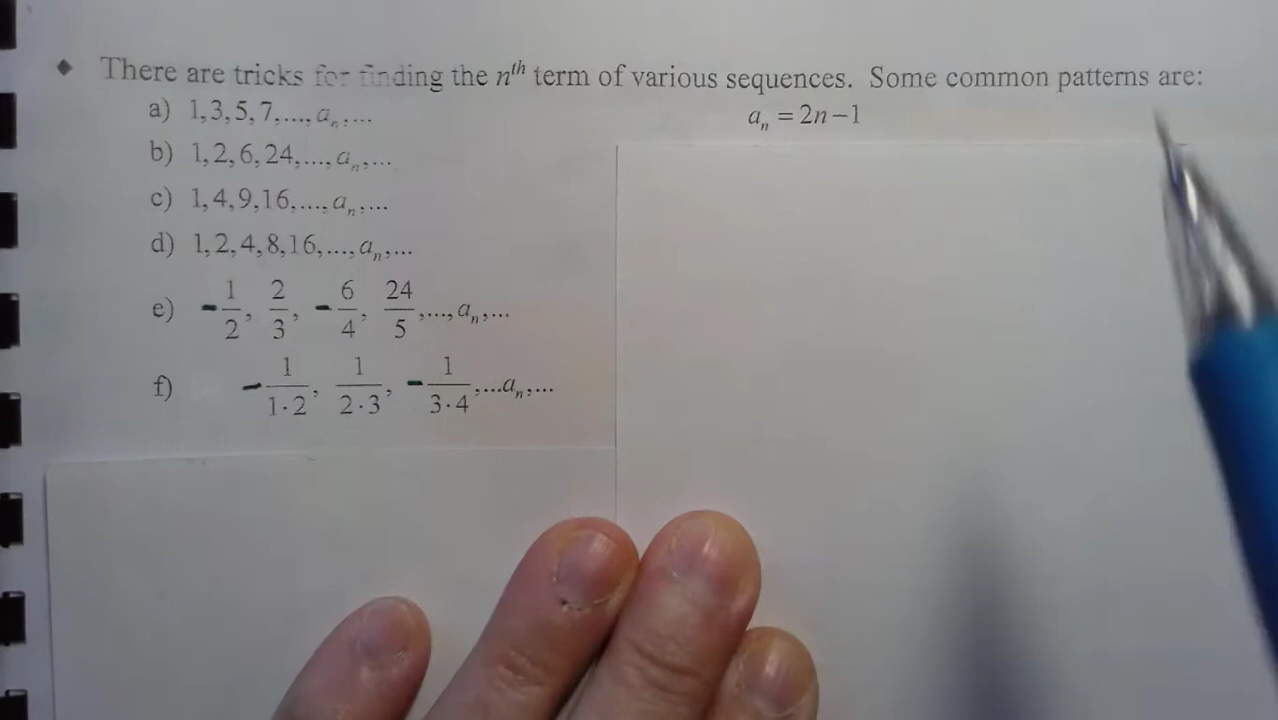 ◆ There are tricks for finding the nᵗʰ term of various sequences. Some common patterns are:
a) 1,3,5,7,...,aₙ,... aₙ = 2n−1
b) 1,2,6,24,...,aₙ,...
c) 1,4,9,16,...,aₙ,...
d) 1,2,4,8,16,...,aₙ,...
e) -1/2, 2/3, -6/4, 24/5,...,aₙ,...
f) -1/(1·2), 1/(2·3), -1/(3·4),...aₙ,...